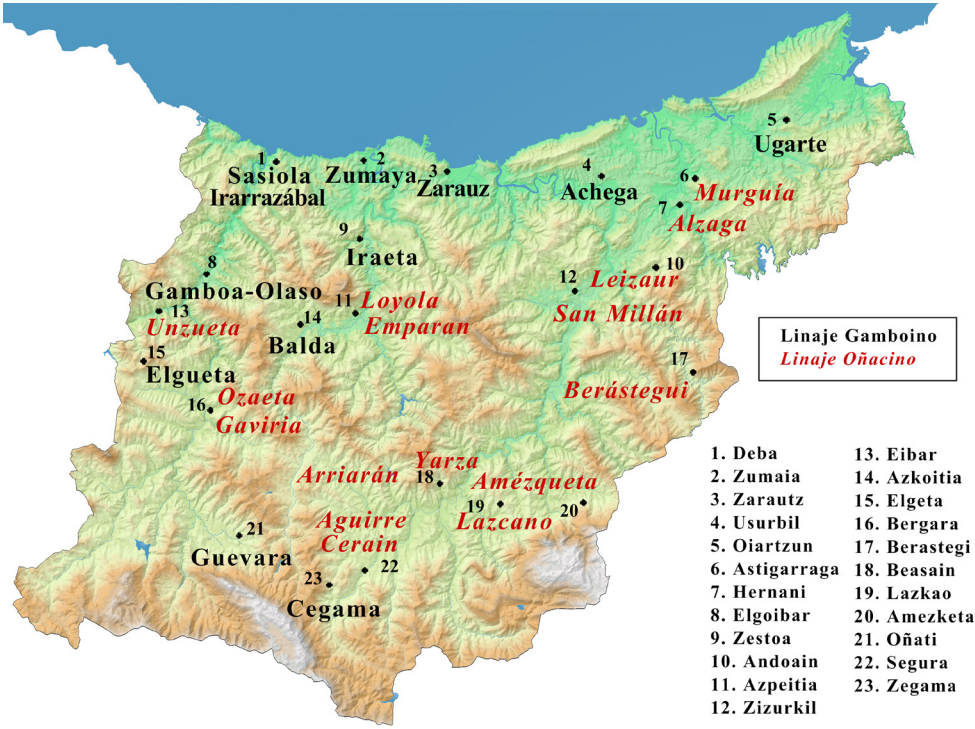 5
Ugarte
1
2
3
Sasiola
Zumaya
Zarauz
Irarrazábal
4
Achega
6
Murguía
7
Alzaga
9
Iraeta
8
Gamboa-Olaso
10
Leizaur
12
San Millán
11
Loyola
Emparan
13
Unzueta
14
Balda
15
Elgueta
16
Ozaeta
Gaviria
17
Berástegui
Linaje Gamboino
Linaje Oñacino
Arriarán
Yarza
18
Amézqueta
19
20
Lazcano
Aguirre
Cerain
21
Guevara
22
23
Cegama
1. Deba
2. Zumaia
3. Zarautz
4. Usurbil
5. Oiartzun
6. Astigarraga
7. Hernani
8. Elgoibar
9. Zestoa
10. Andoain
11. Azpeitia
12. Zizurkil
13. Eibar
14. Azkoitia
15. Elgeta
16. Bergara
17. Berastegi
18. Beasain
19. Lazkao
20. Amezketa
21. Oñati
22. Segura
23. Zegama